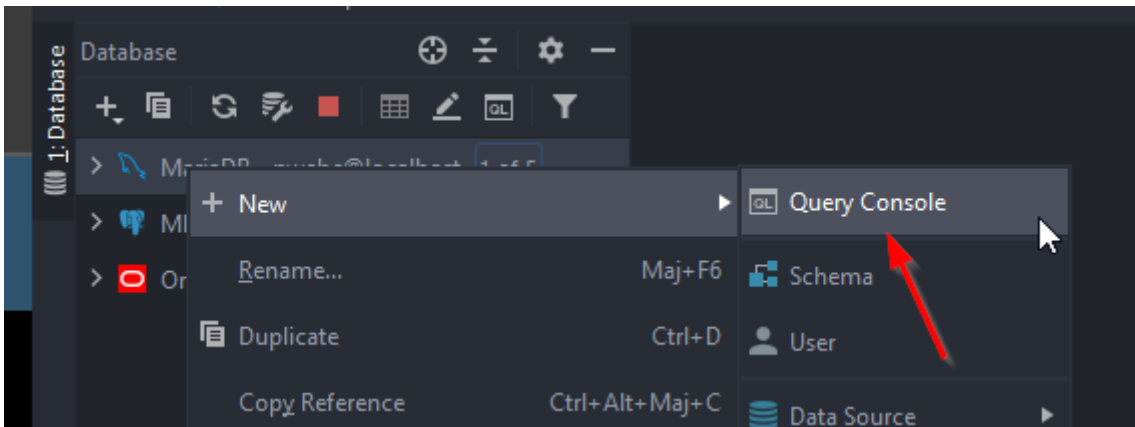 Database
1: Database
QL
New
Query Console
Rename... Maj+F6
Schema
Duplicate Ctrl+D
User
Copy Reference Ctrl+Alt+Maj+C
Data Source